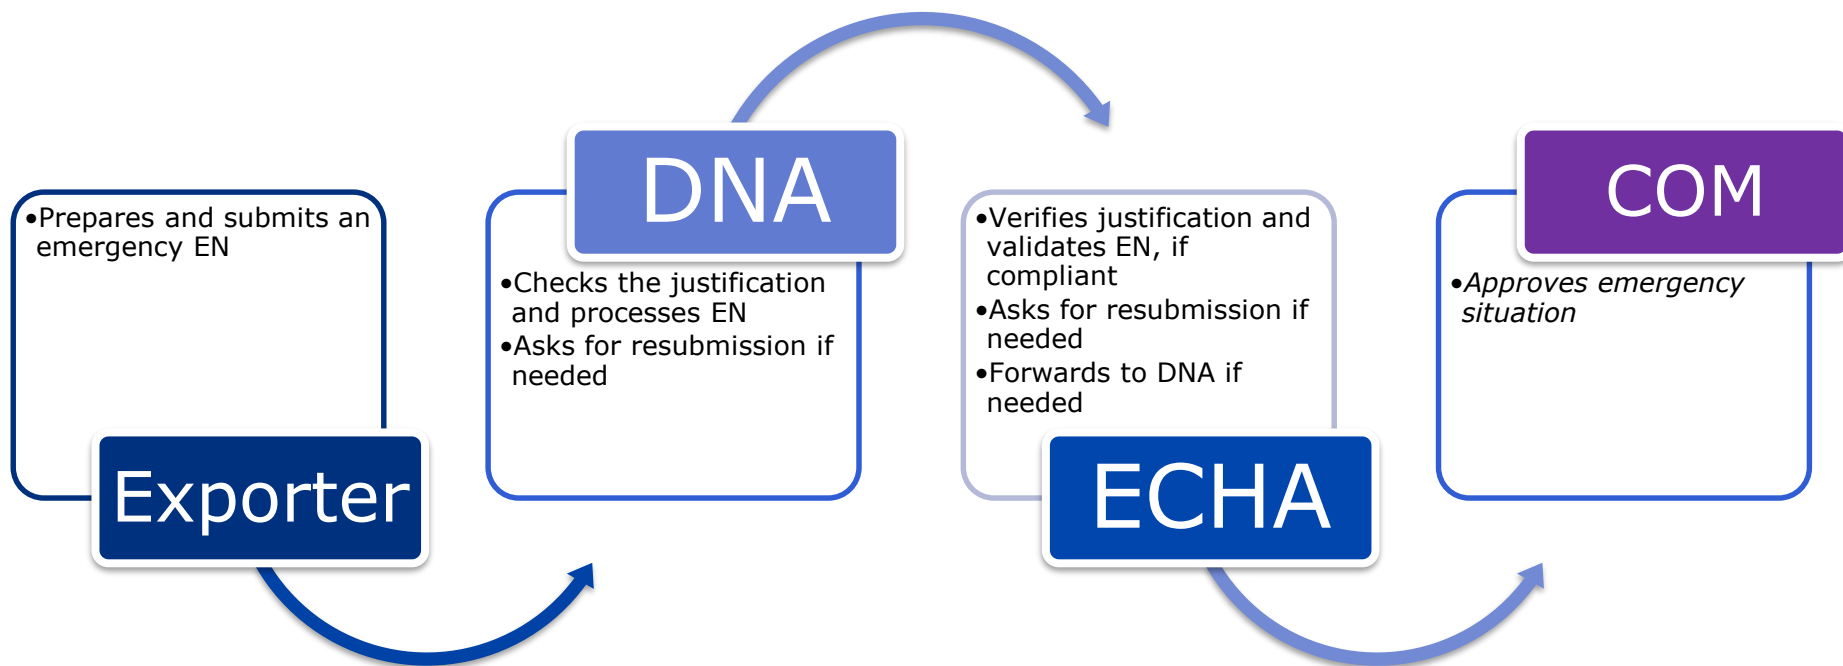 •Prepares and submits an
emergency EN
Exporter
DNA
•Checks the justification
and processes EN
•Asks for resubmission if
needed
•Verifies justification and
validates EN, if
compliant
•Asks for resubmission if
needed
•Forwards to DNA if
needed
ECHA
COM
•Approves emergency
situation